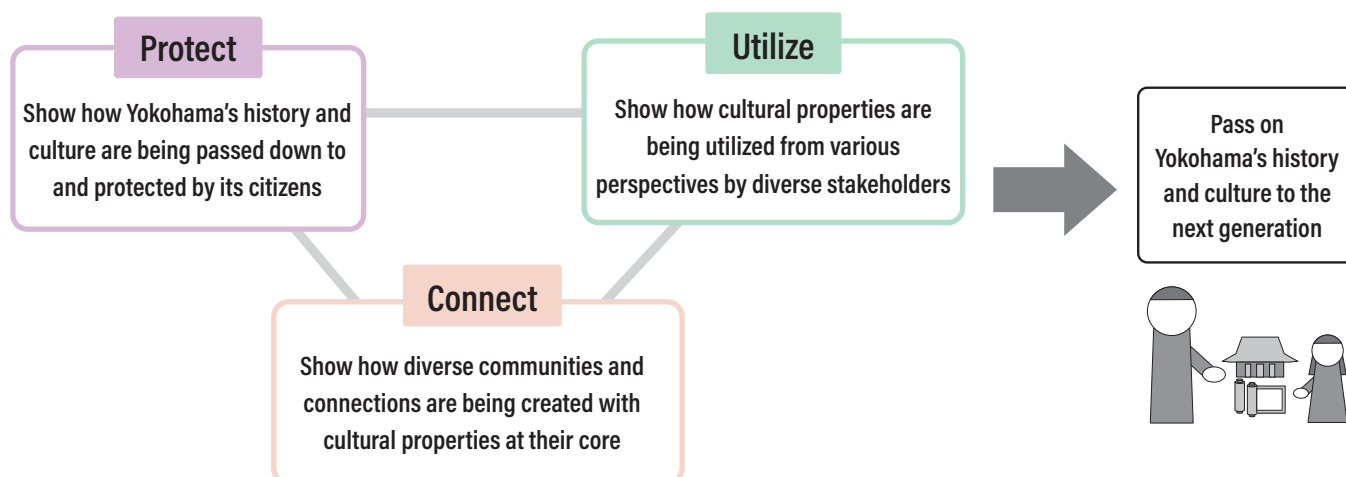 Protect
Show how Yokohama’s history and
culture are being passed down to
and protected by its citizens
Utilize
Show how cultural properties are
being utilized from various
perspectives by diverse stakeholders
Connect
Show how diverse communities and
connections are being created with
cultural properties at their core
Pass on
Yokohama’s history
and culture to the
next generation